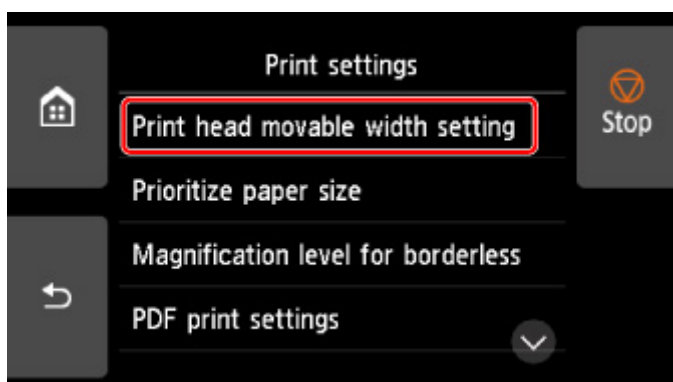 Print settings
Print head movable width setting
Stop
Prioritize paper size
Magnification level for borderless
PDF print settings